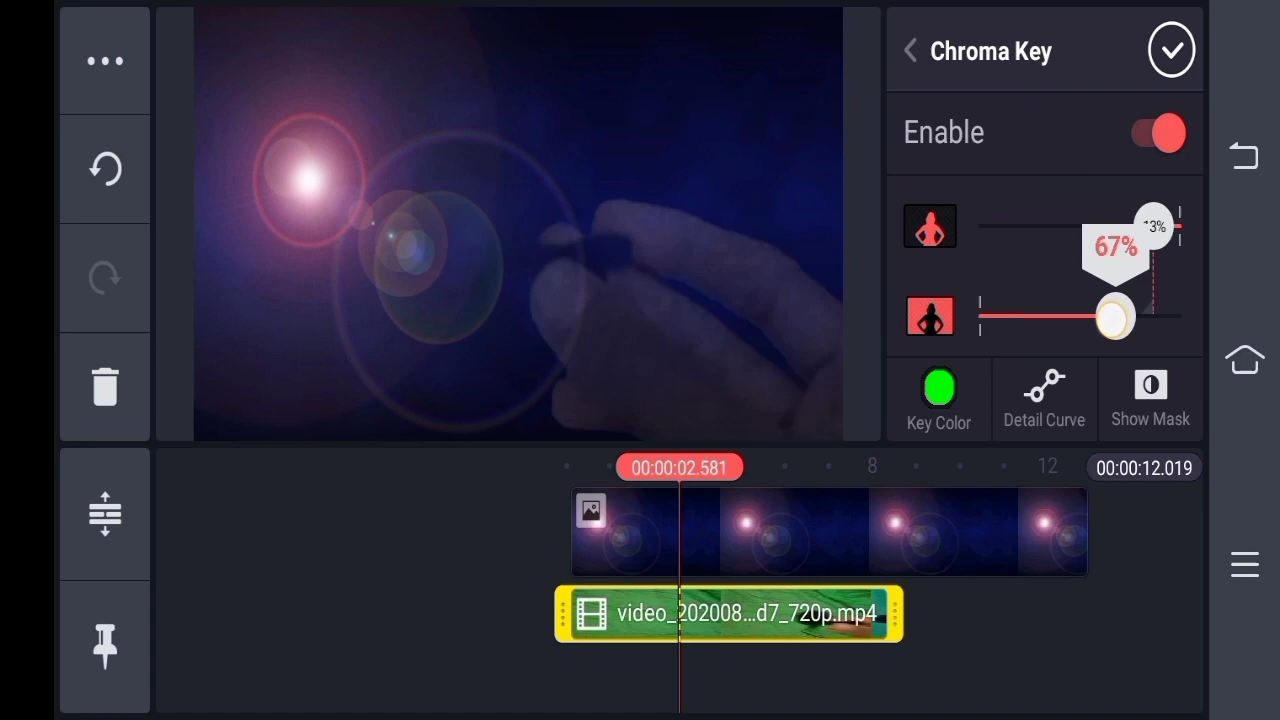 Chroma Key
Enable
13%
67%
Key Color
Detail Curve
Show Mask
00:00:02.581
8
12
00:00:12.019
video_202008...d7_720p.mp4